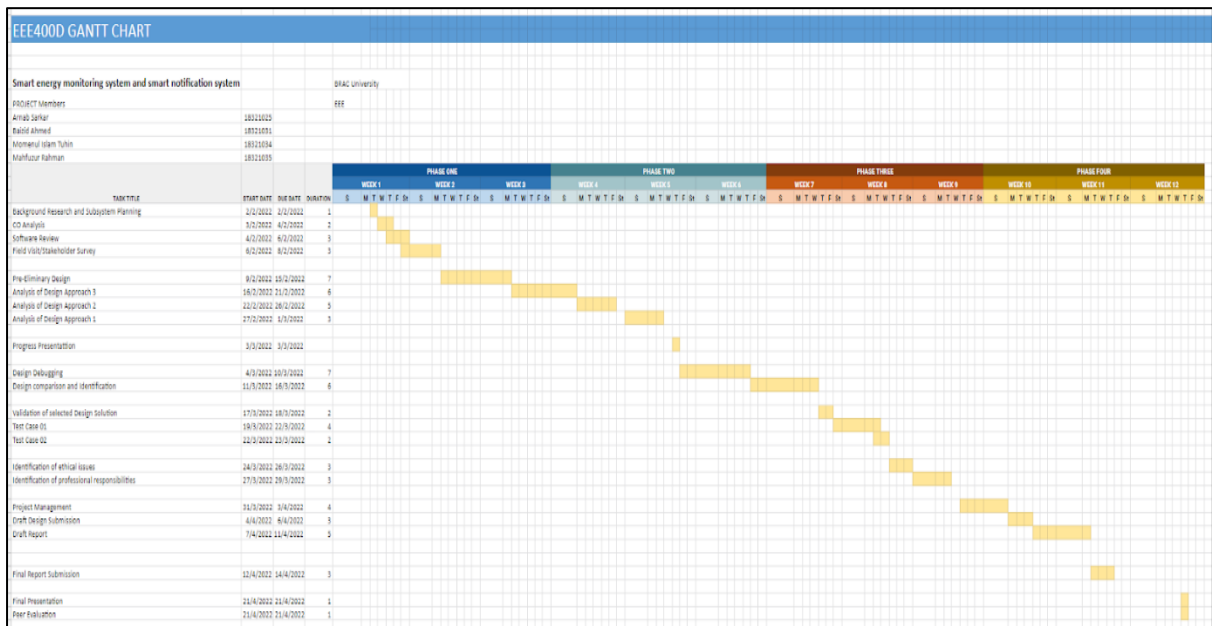 EEE400D GANTT CHART
Smart energy monitoring system and smart notification system BRAC University
PROJECT Members EEE
Arnab Sarkar 18321025
Baizid Ahmed 18321031
Momenul Islam Tuhin 18321034
Mahfuzur Rahman 18321035
PHASE ONE PHASE TWO PHASE THREE PHASE FOUR
WEEK 1 WEEK 2 WEEK 3 WEEK 4 WEEK 5 WEEK 6 WEEK 7 WEEK 8 WEEK 9 WEEK 10 WEEK 11 WEEK 12
TASK TITLE START DATE DUE DATE DURATION S M T W T F St S M T W T F St S M T W T F St S M T W T F St S M T W T F St S M T W T F St S M T W T F St S M T W T F St S M T W T F St S M T W T F St S M T W T F St S M T W T F St
Background Research and Subsystem Planning 2/2/2022 2/2/2022 1
CO Analysis 3/2/2022 4/2/2022 2
Software Review 4/2/2022 6/2/2022 3
Field Visit/Stakeholder Survey 6/2/2022 8/2/2022 3
Pre-Eliminary Design 9/2/2022 15/2/2022 7
Analysis of Design Approach 3 16/2/2022 21/2/2022 6
Analysis of Design Approach 2 22/2/2022 26/2/2022 5
Analysis of Design Approach 1 27/2/2022 1/3/2022 3
Progress Presentattion 3/3/2022 3/3/2022
Design Debugging 4/3/2022 10/3/2022 7
Design comparison and Identification 11/3/2022 16/3/2022 6
Validation of selected Design Solution 17/3/2022 18/3/2022 2
Test Case 01 19/3/2022 22/3/2022 4
Test Case 02 22/3/2022 23/3/2022 2
Identification of ethical issues 24/3/2022 26/3/2022 3
Identification of professional responsibilities 27/3/2022 29/3/2022 3
Project Management 31/3/2022 3/4/2022 4
Draft Design Submission 4/4/2022 6/4/2022 3
Draft Report 7/4/2022 11/4/2022 5
Final Report Submission 12/4/2022 14/4/2022 3
Final Presentation 21/4/2022 21/4/2022 1
Peer Evaluation 21/4/2022 21/4/2022 1